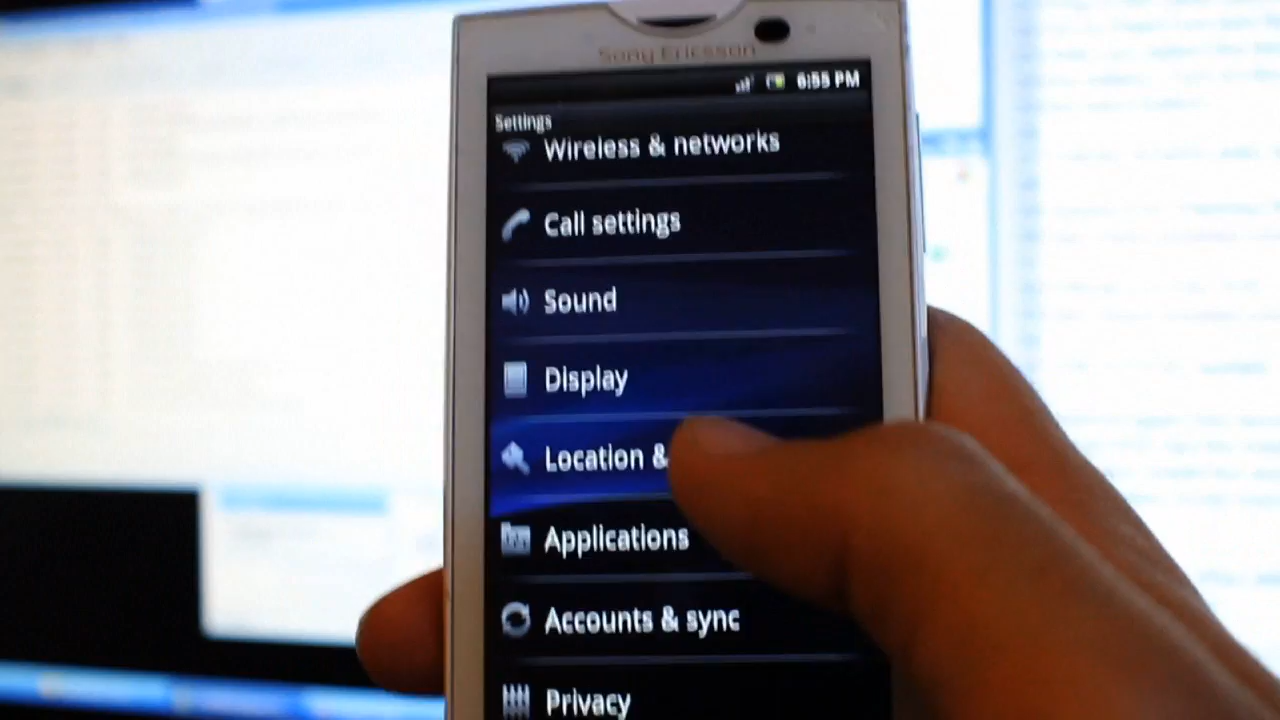 Sony Ericsson
6:55 PM
Settings
Wireless & networks
Call settings
Sound
Display
Location &
Applications
Accounts & sync
Privacy